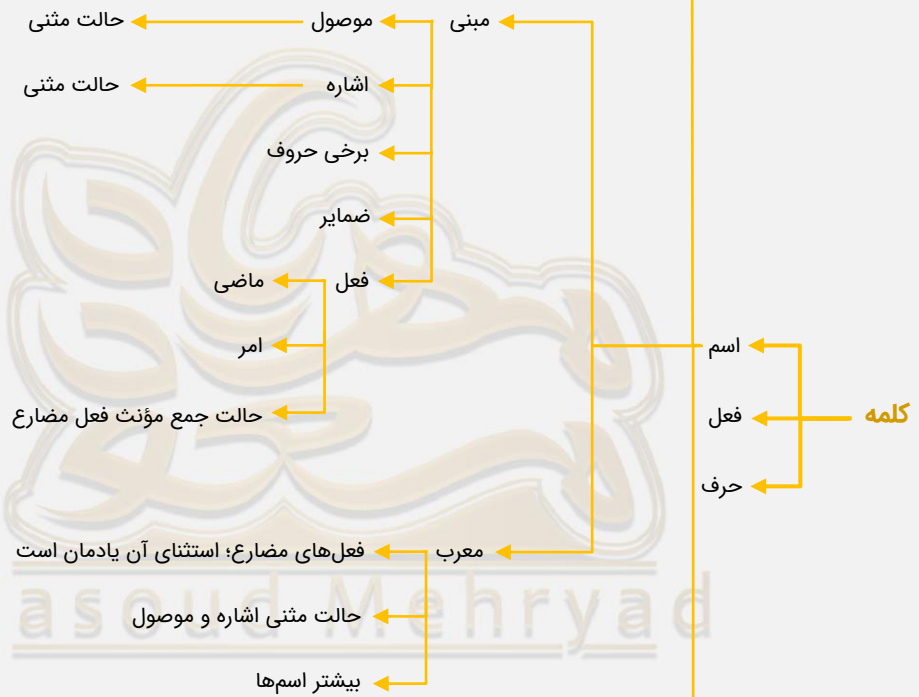 کلمه
اسم
فعل
حرف
مبنی
موصول
حالت مثنی
اشاره
حالت مثنی
برخی حروف
ضمایر
فعل
ماضی
امر
حالت جمع مؤنث فعل مضارع
معرب
فعل‌های مضارع؛ استثنای آن یادمان است
حالت مثنی اشاره و موصول
بیشتر اسم‌ها
asoud Mehryad